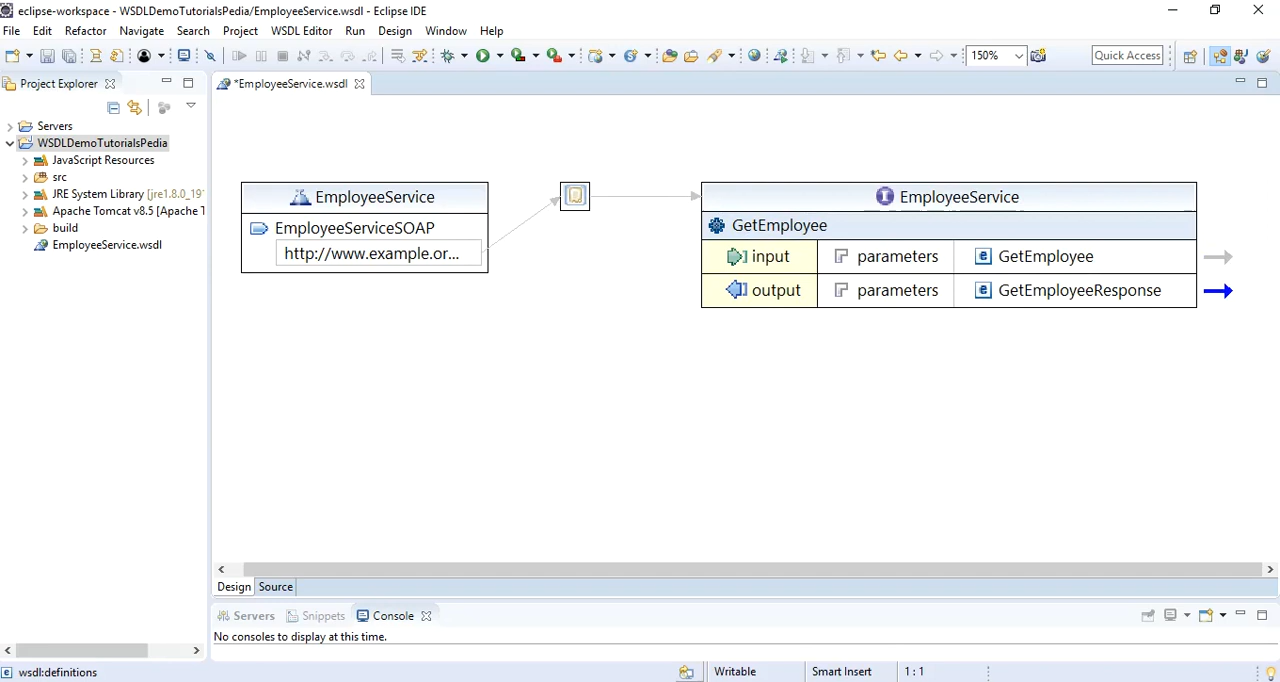 eclipse-workspace - WSDLDemoTutorialsPedia/EmployeeService.wsdl - Eclipse IDE
File Edit Refactor Navigate Search Project WSDL Editor Run Design Window Help
150% Quick Access
Project Explorer
*EmployeeService.wsdl
Servers
WSDLDemoTutorialsPedia
JavaScript Resources
src
JRE System Library [jre1.8.0_19
Apache Tomcat v8.5 [Apache T
build
EmployeeService.wsdl
EmployeeService
EmployeeServiceSOAP
http://www.example.or...
EmployeeService
GetEmployee
input parameters GetEmployee
output parameters GetEmployeeResponse
Design Source
Servers Snippets Console
No consoles to display at this time.
wsdl:definitions Writable Smart Insert 1 : 1